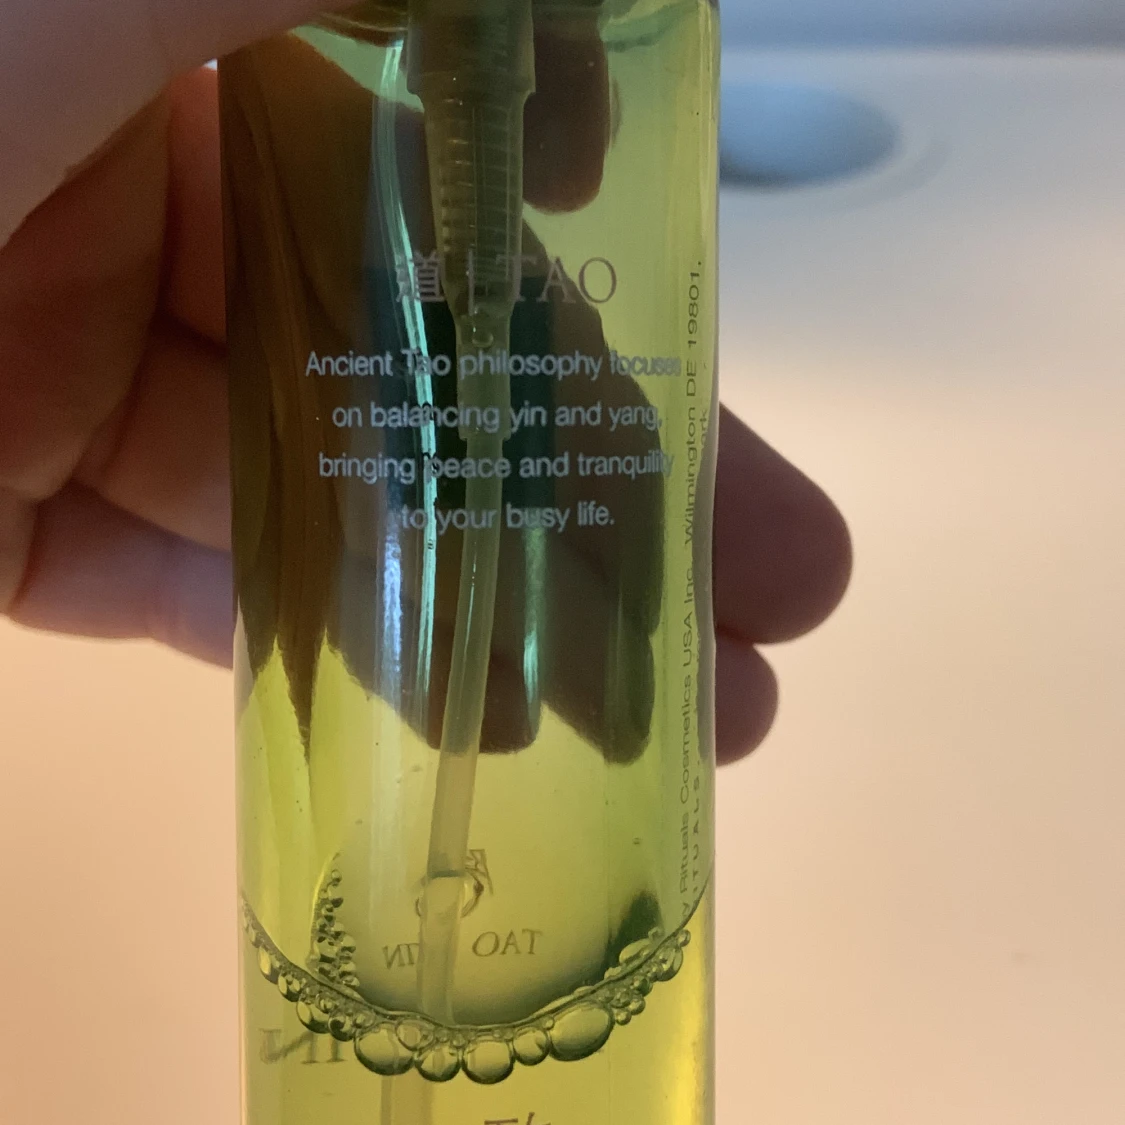 道 | TAO
Ancient Tao philosophy focuses
on balancing yin and yang,
bringing peace and tranquility
to your busy life.
Rituals Cosmetics USA Inc. Wilmington DE 19801.
TAO